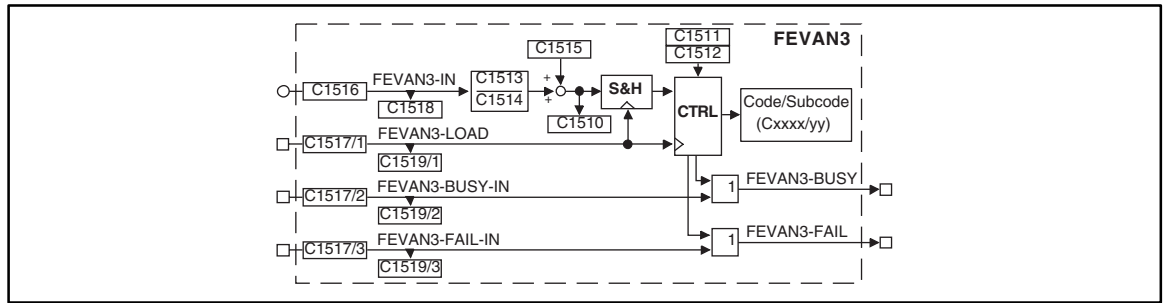 FEVAN3
C1511
C1512
C1515
C1516
FEVAN3-IN
C1518
C1513
C1514
+
+
C1510
S&H
CTRL
Code/Subcode
(Cxxxx/yy)
C1517/1
FEVAN3-LOAD
C1519/1
C1517/2
FEVAN3-BUSY-IN
C1519/2
1
FEVAN3-BUSY
C1517/3
FEVAN3-FAIL-IN
C1519/3
1
FEVAN3-FAIL